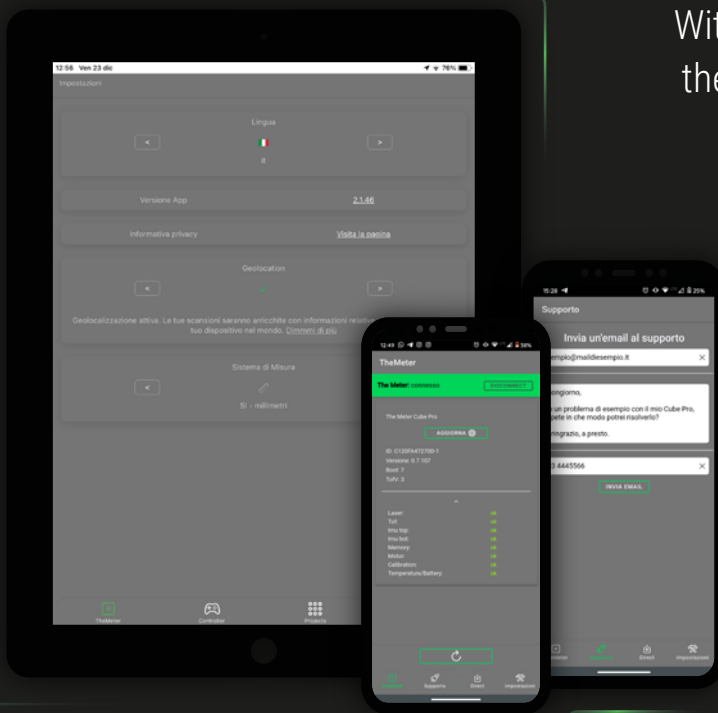 Wit
the
12:56 Ven 23 dic
76%
Impostazioni
Lingua
<
>
it
Versione App
2.1.46
Informativa privacy
Visita la pagina
Geolocation
<
>
Geolocalizzazione attiva. Le tue scansioni saranno arricchite con informazioni relative
tuo dispositivo nel mondo. Dimmmi di più
Sistema di Misura
<
SI - millimetri
TheMeter
Controller
Projects
12:49
TheMeter
The Meter: connesso
DISCONNECT
The Meter Cube Pro
AGGIORNA
ID: C120FA472700-1
Versione: 0.7.107
Boot: 7
TofV: 3
Laser: ok
Tof: ok
Imu top: ok
Imu bot: ok
Memory: ok
Motor: ok
Calibration: ok
Temperature/Battery: ok
Supporto
Direct
Impostazioni
15:28
25%
Supporto
Invia un'email al supporto
empio@maildiesempio.it
ongiorno,
un problema di esempio con il mio Cube Pro,
pete in che modo potrei risolverlo?
ringrazio, a presto.
3 4445566
INVIA EMAIL
Direct
Impostazioni